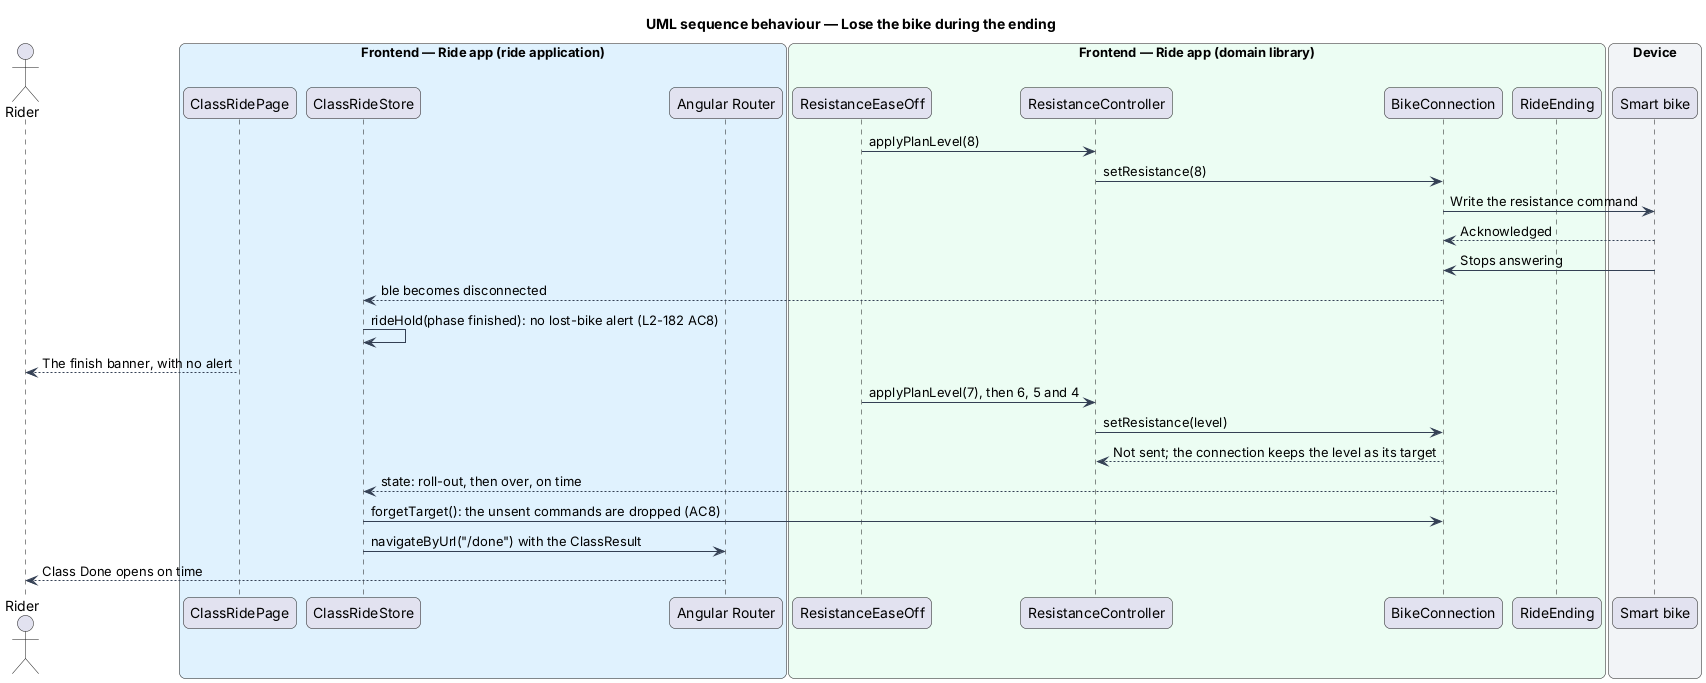 UML sequence behaviour — Lose the bike during the ending
Frontend — Ride app (ride application)
Frontend — Ride app (domain library)
Device
Rider
ClassRidePage
ClassRideStore
Angular Router
ResistanceEaseOff
ResistanceController
BikeConnection
RideEnding
Smart bike
applyPlanLevel(8)
setResistance(8)
Write the resistance command
Acknowledged
Stops answering
ble becomes disconnected
rideHold(phase finished): no lost-bike alert (L2-182 AC8)
The finish banner, with no alert
applyPlanLevel(7), then 6, 5 and 4
setResistance(level)
Not sent; the connection keeps the level as its target
state: roll-out, then over, on time
forgetTarget(): the unsent commands are dropped (AC8)
navigateByUrl("/done") with the ClassResult
Class Done opens on time
Rider
ClassRidePage
ClassRideStore
Angular Router
ResistanceEaseOff
ResistanceController
BikeConnection
RideEnding
Smart bike